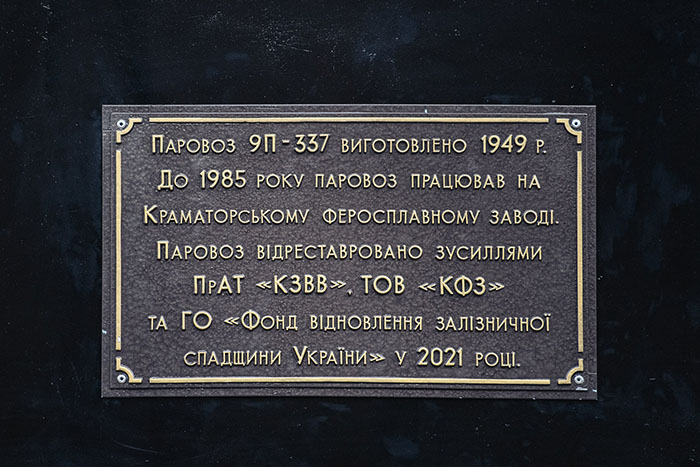 Паровоз 9П-337 виготовлено 1949 р.
До 1985 року паровоз працював на
Краматорському феросплавному заводі.
Паровоз відреставровано зусиллями
ПрАТ «КЗВВ», ТОВ «КФЗ»
та ГО «Фонд відновлення залізничної
спадщини України» у 2021 році.